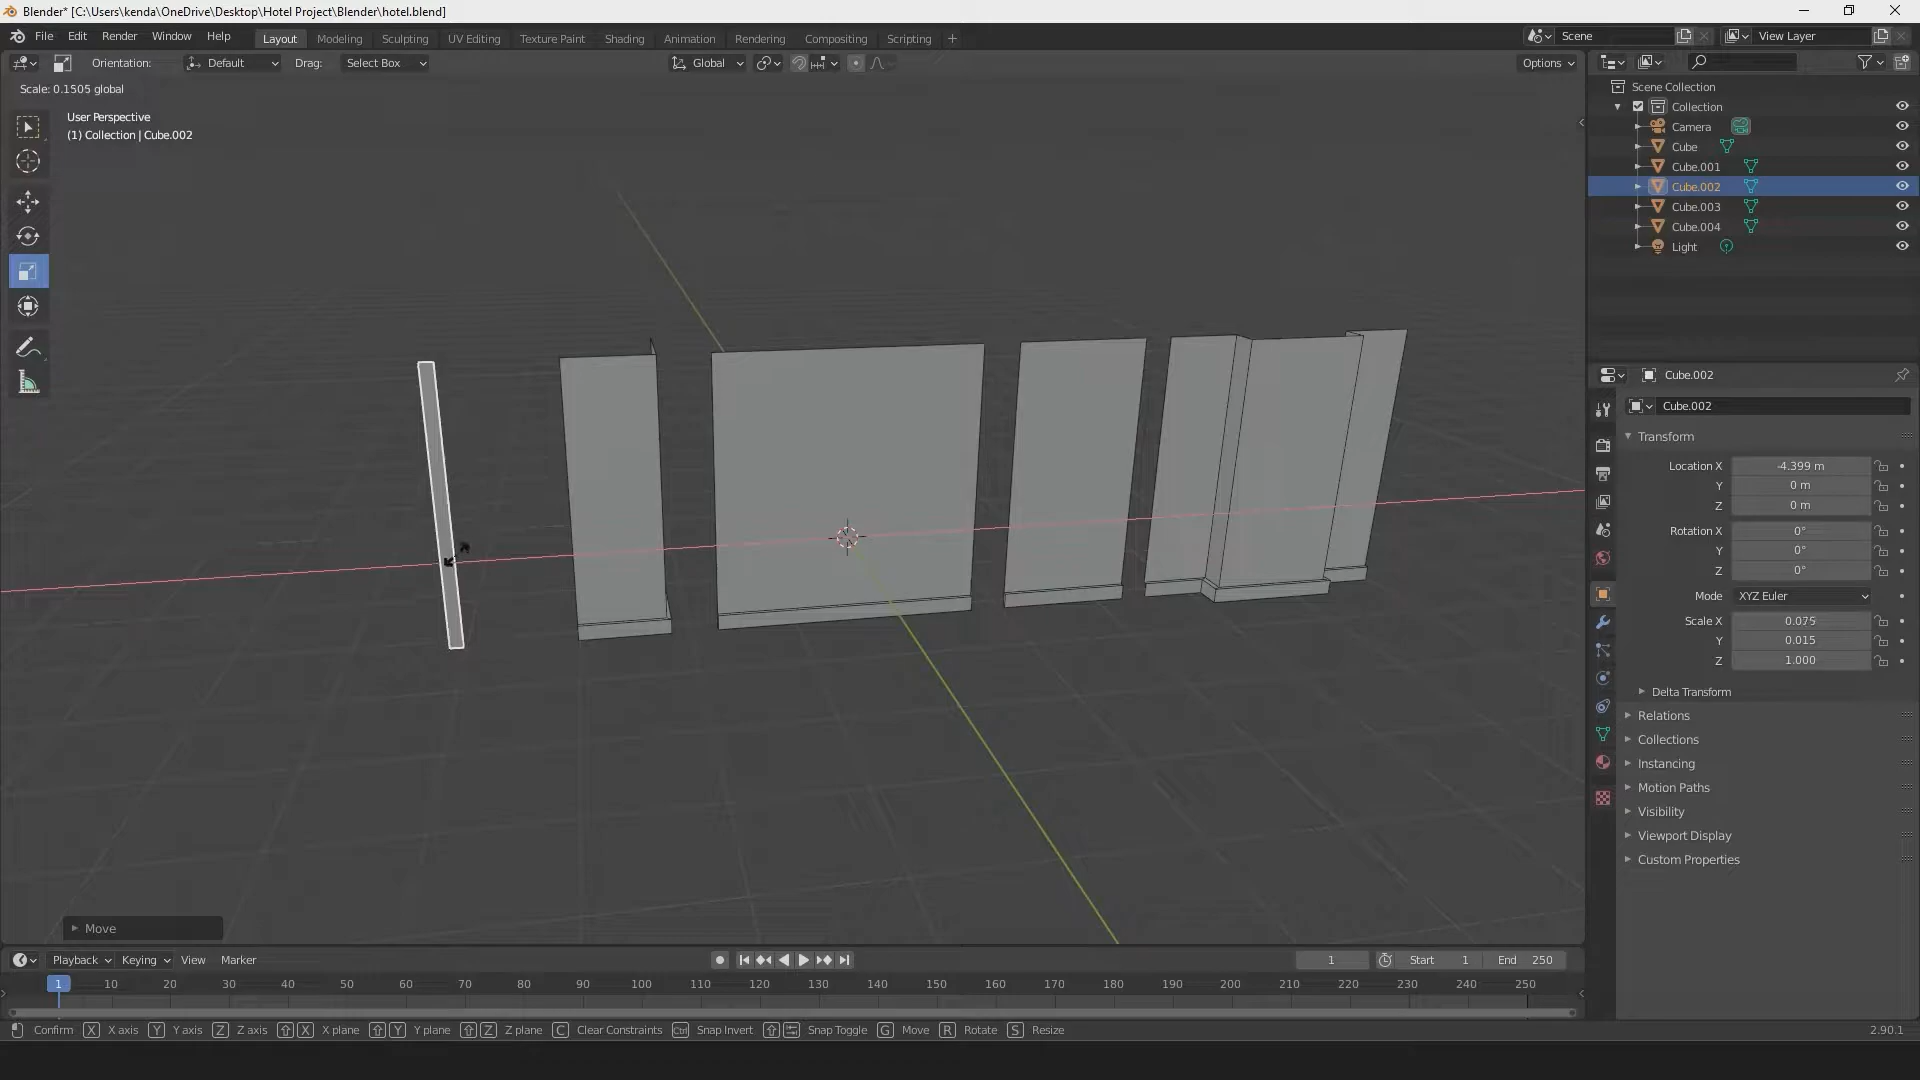 Blender* [C:\Users\kenda\OneDrive\Desktop\Hotel Project\Blender\hotel.blend]
File Edit Render Window Help Layout Modeling Sculpting UV Editing Texture Paint Shading Animation Rendering Compositing Scripting + Scene View Layer
Orientation: Default Drag: Select Box Global Options
Scale: 0.1505 global
User Perspective
(1) Collection | Cube.002
Scene Collection
Collection
Camera
Cube
Cube.001
Cube.002
Cube.003
Cube.004
Light
Cube.002
Cube.002
Transform
Location X -4.399 m
Y 0 m
Z 0 m
Rotation X 0°
Y 0°
Z 0°
Mode XYZ Euler
Scale X 0.075
Y 0.015
Z 1.000
Delta Transform
Relations
Collections
Instancing
Motion Paths
Visibility
Viewport Display
Custom Properties
Move
Playback Keying View Marker 1 Start 1 End 250
1 10 20 30 40 50 60 70 80 90 100 110 120 130 140 150 160 170 180 190 200 210 220 230 240 250
Confirm X X axis Y Y axis Z Z axis X X plane Y Y plane Z Z plane C Clear Constraints Ctrl Snap Invert Snap Toggle G Move R Rotate S Resize 2.90.1